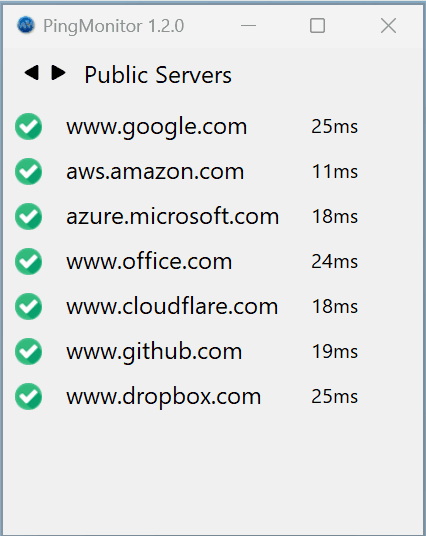 PingMonitor 1.2.0
Public Servers
www.google.com 25ms
aws.amazon.com 11ms
azure.microsoft.com 18ms
www.office.com 24ms
www.cloudflare.com 18ms
www.github.com 19ms
www.dropbox.com 25ms